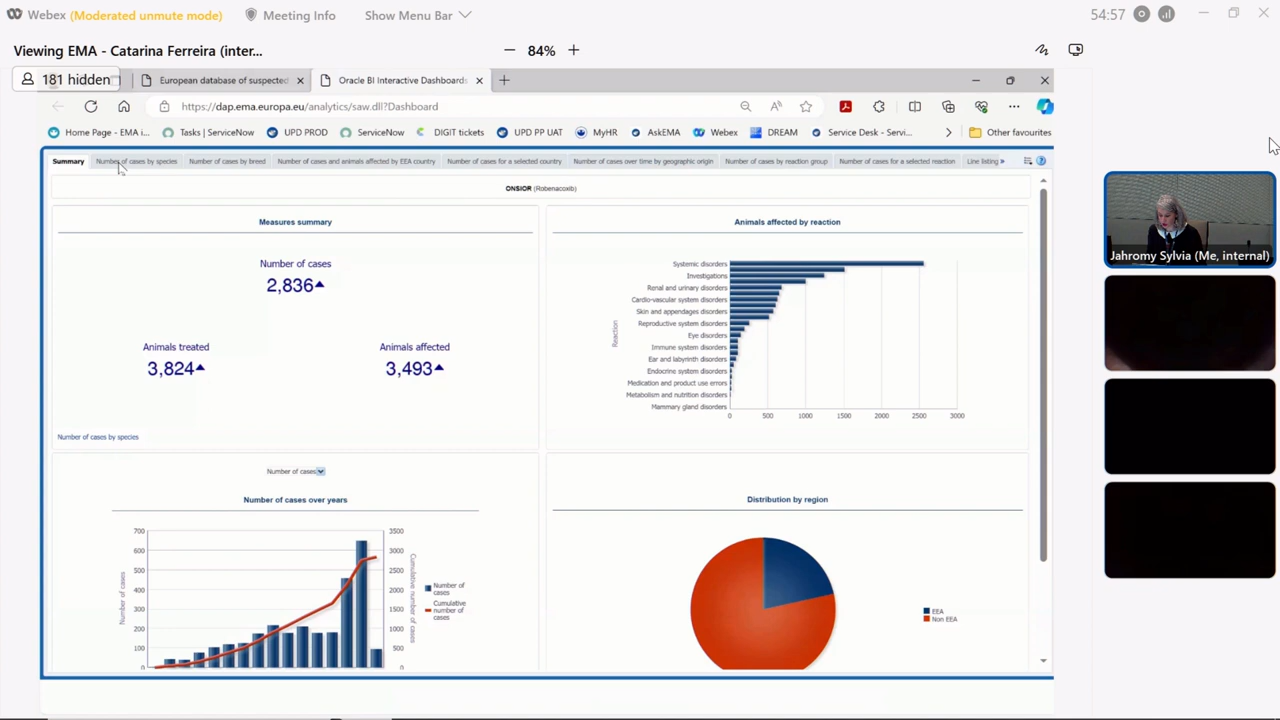 Webex (Moderated unmute mode) Meeting Info Show Menu Bar 54:57
Viewing EMA - Catarina Ferreira (inter... 84%
181 hidden European database of suspected Oracle BI Interactive Dashboards
https://dap.ema.europa.eu/analytics/saw.dll?Dashboard
Home Page - EMA i... Tasks | ServiceNow UPD PROD ServiceNow DIGIT tickets UPD PP UAT MyHR AskEMA Webex DREAM Service Desk - Servi... Other favourites
Summary Number of cases by species Number of cases by breed Number of cases and animals affected by EEA country Number of cases for a selected country Number of cases over time by geographic origin Number of cases by reaction group Number of cases for a selected reaction Line listing »
ONSIOR (Robenacoxib)
Measures summary
Number of cases
2,836
Animals treated
3,824
Animals affected
3,493
Number of cases by species
Animals affected by reaction
Reaction
Systemic disorders
Investigations
Renal and urinary disorders
Cardio-vascular system disorders
Skin and appendages disorders
Reproductive system disorders
Eye disorders
Immune system disorders
Ear and labyrinth disorders
Endocrine system disorders
Medication and product use errors
Metabolism and nutrition disorders
Mammary gland disorders
0 500 1000 1500 2000 2500 3000
Number of cases
Number of cases over years
Number of cases
700
600
500
400
300
200
100
0
3500
3000
2500
2000
1500
1000
500
0
Cumulative number of cases
Number of
cases
Cumulative
number of
cases
Distribution by region
EEA
Non EEA
Jahromy Sylvia (Me, internal)